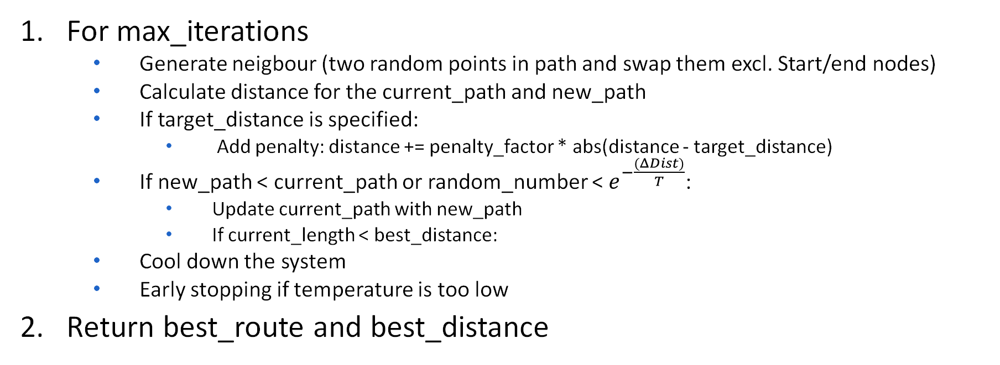 1. For max_iterations
• Generate neigbour (two random points in path and swap them excl. Start/end nodes)
• Calculate distance for the current_path and new_path
• If target_distance is specified:
• Add penalty: distance += penalty_factor * abs(distance - target_distance)
• If new_path < current_path or random_number < e^{-\frac{(ΔDist)}{T}}:
• Update current_path with new_path
• If current_length < best_distance:
• Cool down the system
• Early stopping if temperature is too low
2. Return best_route and best_distance